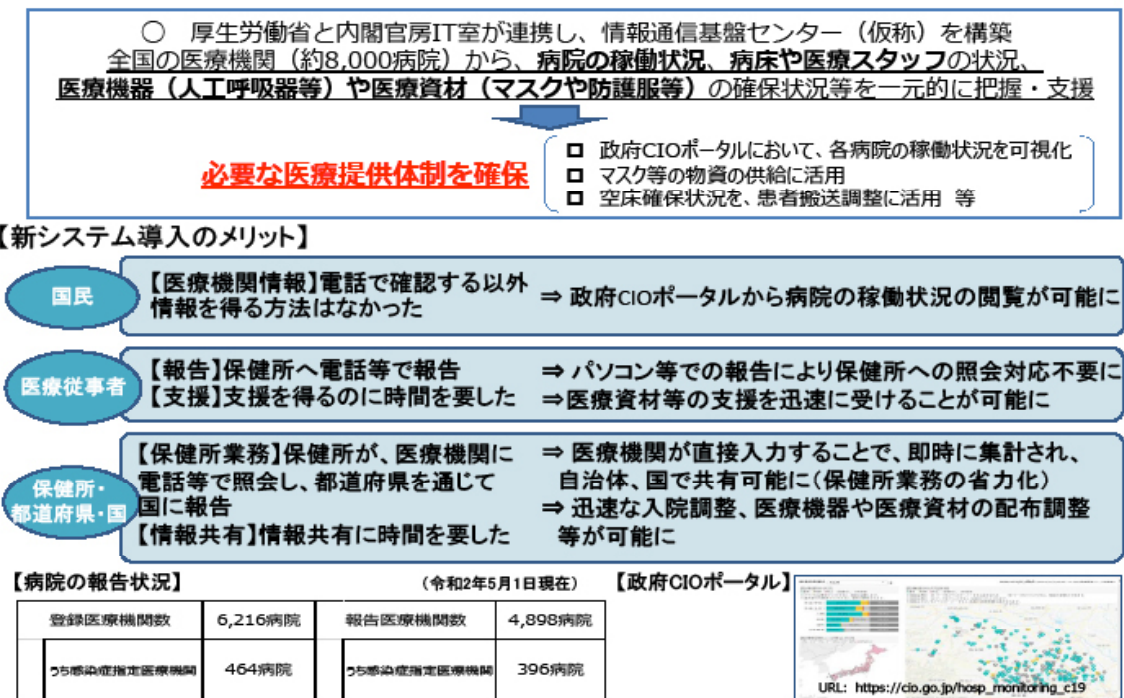 ○ 厚生労働省と内閣官房IT室が連携し、情報通信基盤センター（仮称）を構築
全国の医療機関（約8,000病院）から、病院の稼働状況、病床や医療スタッフの状況、
医療機器（人工呼吸器等）や医療資材（マスクや防護服等）の確保状況等を一元的に把握・支援
必要な医療提供体制を確保
□ 政府CIOポータルにおいて、各病院の稼働状況を可視化
□ マスク等の物資の供給に活用
□ 空床確保状況を、患者搬送調整に活用 等
【新システム導入のメリット】
国民
【医療機関情報】電話で確認する以外
情報を得る方法はなかった
⇒ 政府CIOポータルから病院の稼働状況の閲覧が可能に
医療従事者
【報告】保健所へ電話等で報告
【支援】支援を得るのに時間を要した
⇒ パソコン等での報告により保健所への照会対応不要に
⇒医療資材等の支援を迅速に受けることが可能に
保健所・
都道府県・国
【保健所業務】保健所が、医療機関に
電話等で照会し、都道府県を通じて
国に報告
【情報共有】情報共有に時間を要した
⇒ 医療機関が直接入力することで、即時に集計され、
自治体、国で共有可能に（保健所業務の省力化）
⇒ 迅速な入院調整、医療機器や医療資材の配布調整
等が可能に
【病院の報告状況】
（令和2年5月1日現在）
登録医療機関数 6,216病院 報告医療機関数 4,898病院
うち感染症指定医療機関 464病院 うち感染症指定医療機関 396病院
【政府CIOポータル】
URL: https://cio.go.jp/hosp_monitoring_c19